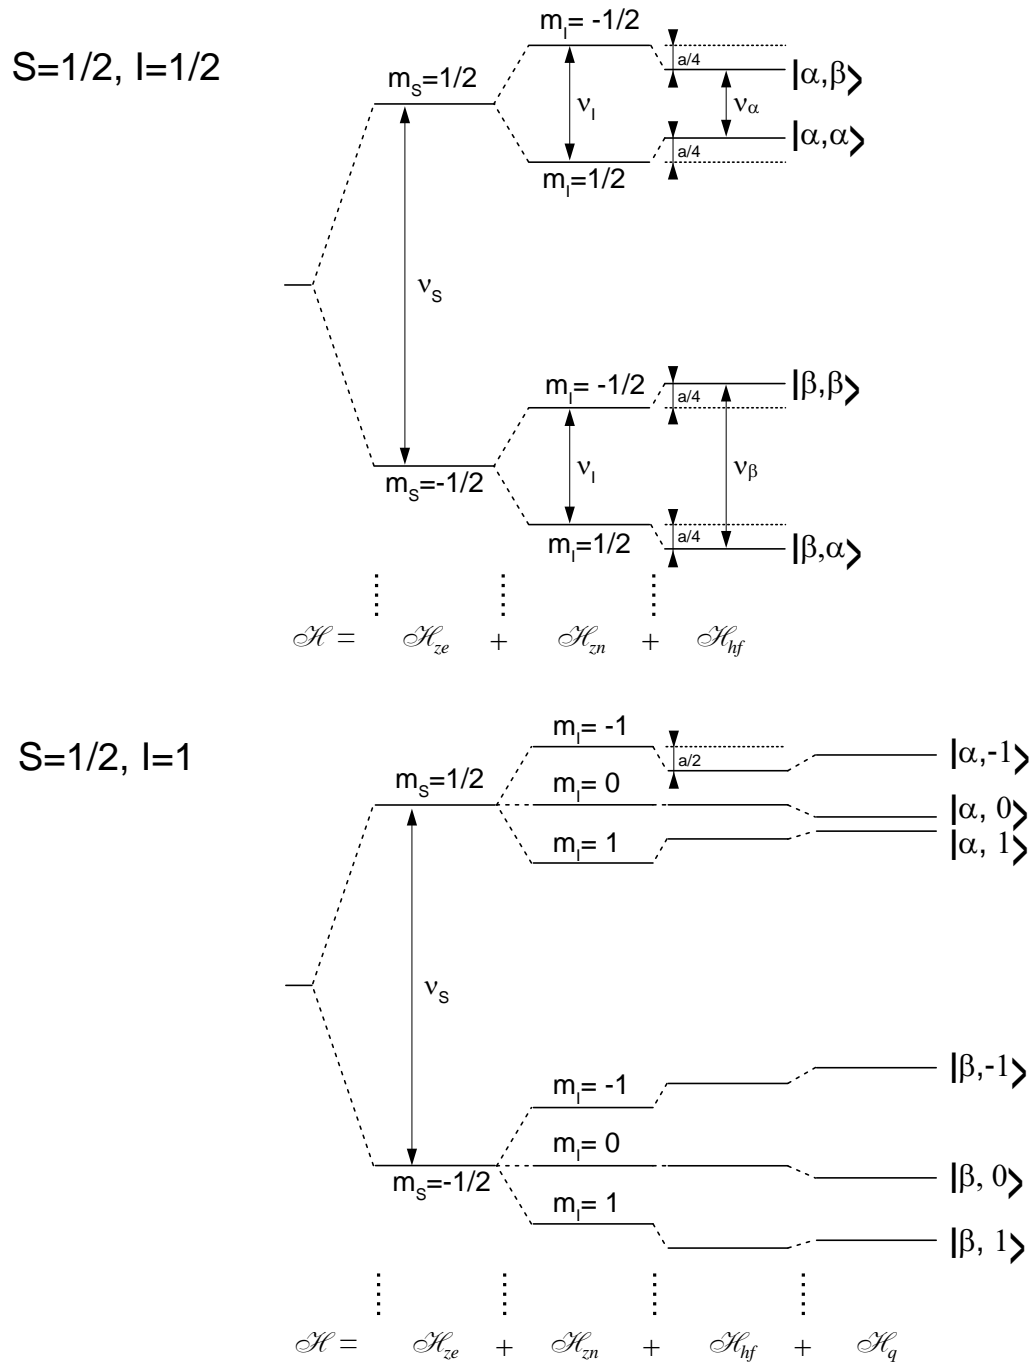 m_I= -1/2
S=1/2, I=1/2
m_S=1/2
a/4
|α,β⟩
ν_I
ν_α
|α,α⟩
a/4
m_I=1/2
ν_S
m_I= -1/2
|β,β⟩
a/4
ν_I
ν_β
m_S=-1/2
a/4
m_I=1/2
|β,α⟩
ℋ = ℋ_ze + ℋ_zn + ℋ_hf
S=1/2, I=1
m_I= -1
a/2
|α,-1⟩
m_S=1/2
m_I= 0
|α, 0⟩
m_I= 1
|α, 1⟩
ν_S
m_I= -1
|β,-1⟩
m_I= 0
|β, 0⟩
m_S=-1/2
m_I= 1
|β, 1⟩
ℋ = ℋ_ze + ℋ_zn + ℋ_hf + ℋ_q